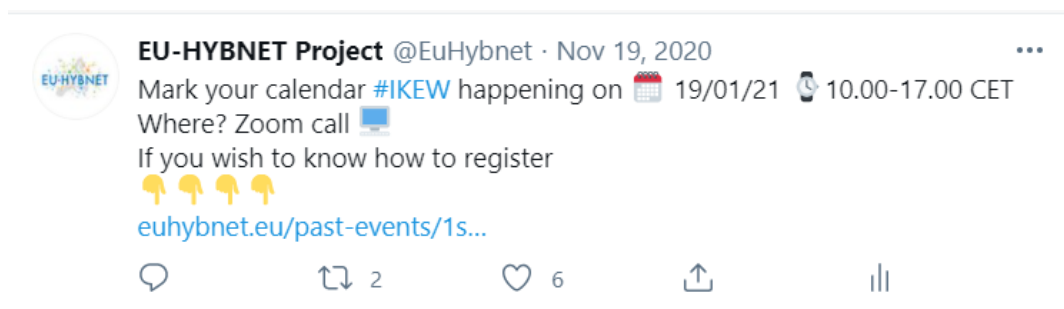 EU-HYBNET
EU-HYBNET Project @EuHybnet · Nov 19, 2020
Mark your calendar #IKEW happening on 🗓️ 19/01/21 ⌚ 10.00-17.00 CET
Where? Zoom call 🖥️
If you wish to know how to register
👇👇👇👇
euhybnet.eu/past-events/1s...
2 6